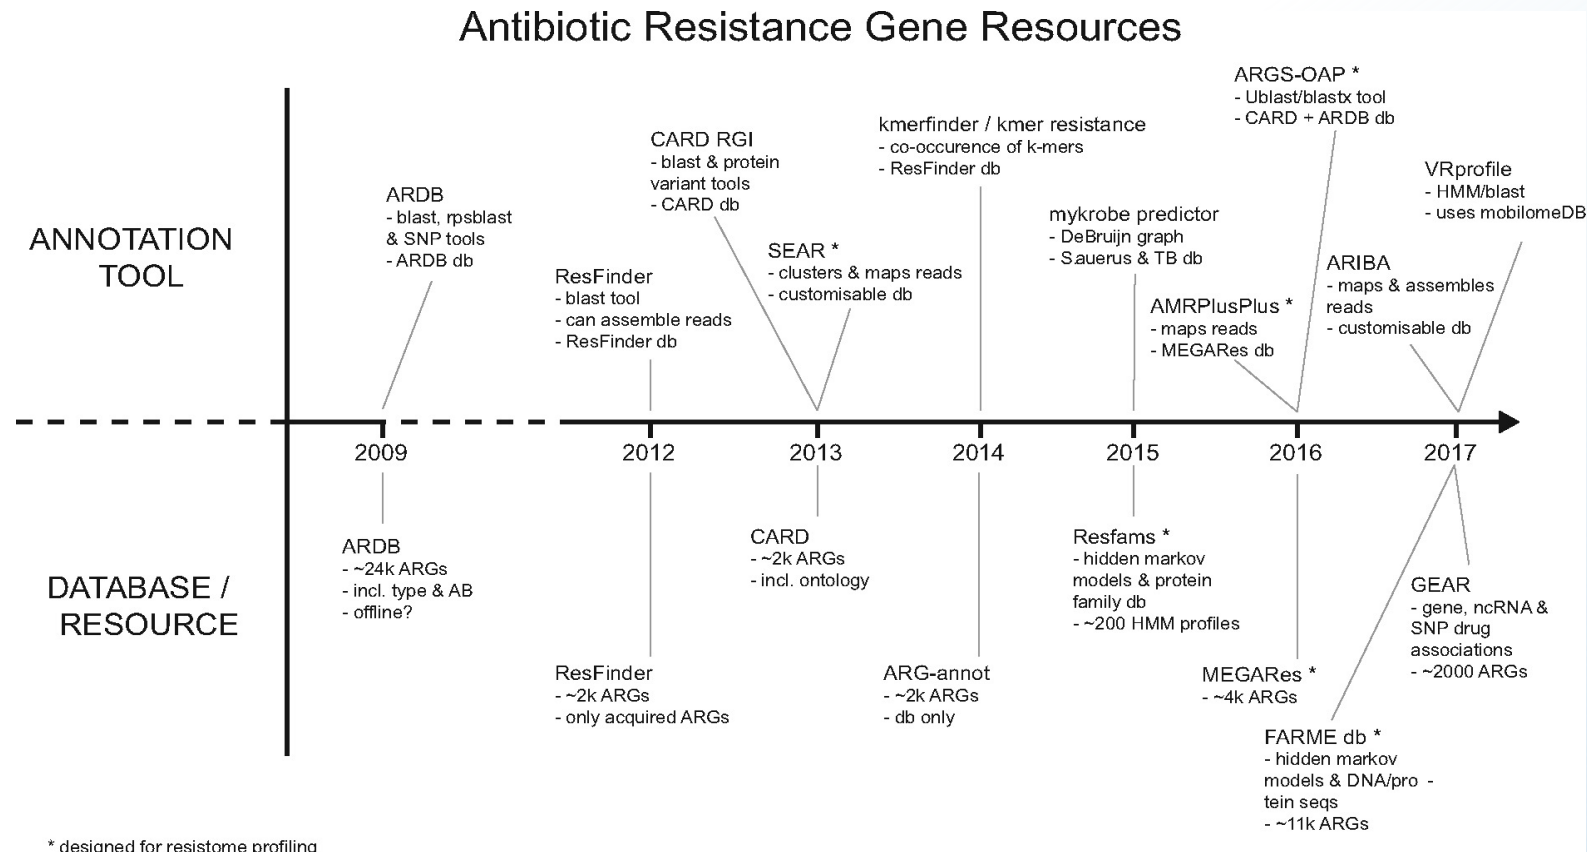 Antibiotic Resistance Gene Resources
ANNOTATION
TOOL
ARDB
- blast, rpsblast
& SNP tools
- ARDB db
ResFinder
- blast tool
- can assemble reads
- ResFinder db
CARD RGI
- blast & protein
variant tools
- CARD db
SEAR *
- clusters & maps reads
- customisable db
kmerfinder / kmer resistance
- co-occurence of k-mers
- ResFinder db
mykrobe predictor
- DeBruijn graph
- S.auerus & TB db
AMRPlusPlus *
- maps reads
- MEGARes db
ARGS-OAP *
- Ublast/blastx tool
- CARD + ARDB db
ARIBA
- maps & assembles
reads
- customisable db
VRprofile
- HMM/blast
- uses mobilomeDB
2009
2012
2013
2014
2015
2016
2017
DATABASE /
RESOURCE
ARDB
- ~24k ARGs
- incl. type & AB
- offline?
ResFinder
- ~2k ARGs
- only acquired ARGs
CARD
- ~2k ARGs
- incl. ontology
ARG-annot
- ~2k ARGs
- db only
Resfams *
- hidden markov
models & protein
family db
- ~200 HMM profiles
MEGARes *
- ~4k ARGs
FARME db *
- hidden markov
models & DNA/pro -
tein seqs
- ~11k ARGs
GEAR
- gene, ncRNA &
SNP drug
associations
- ~2000 ARGs
* designed for resistome profiling